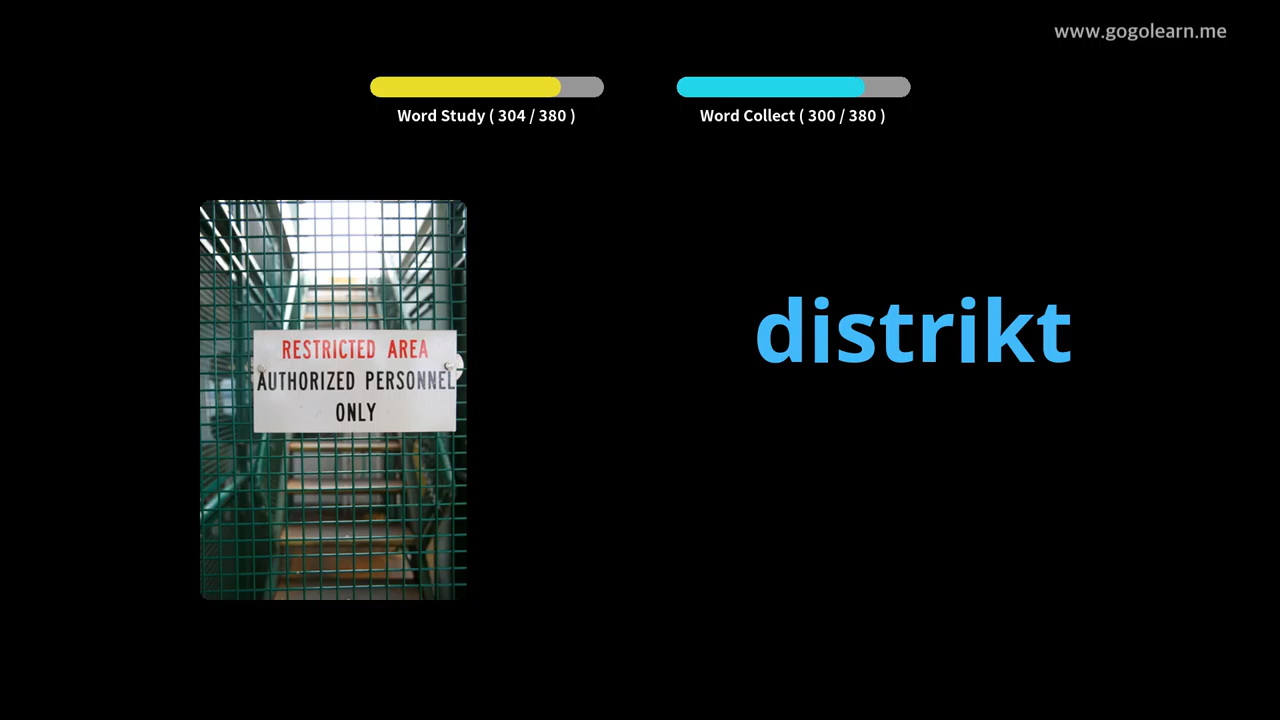 www.gogolearn.me
Word Study ( 304 / 380 )
Word Collect ( 300 / 380 )
RESTRICTED AREA
AUTHORIZED PERSONNEL
ONLY
distrikt